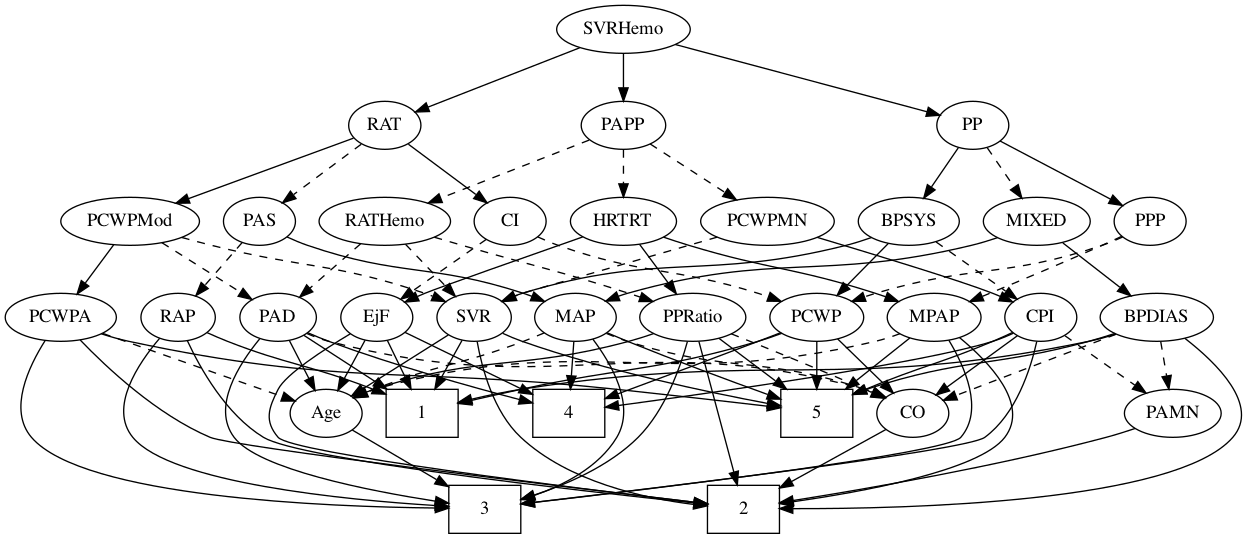 SVRHemo
RAT PAPP PP
PCWPMod PAS RATHemo CI HRTRT PCWPMN BPSYS MIXED PPP
PCWPA RAP PAD EjF SVR MAP PPRatio PCWP MPAP CPI BPDIAS
Age 1 4 5 CO PAMN
3 2